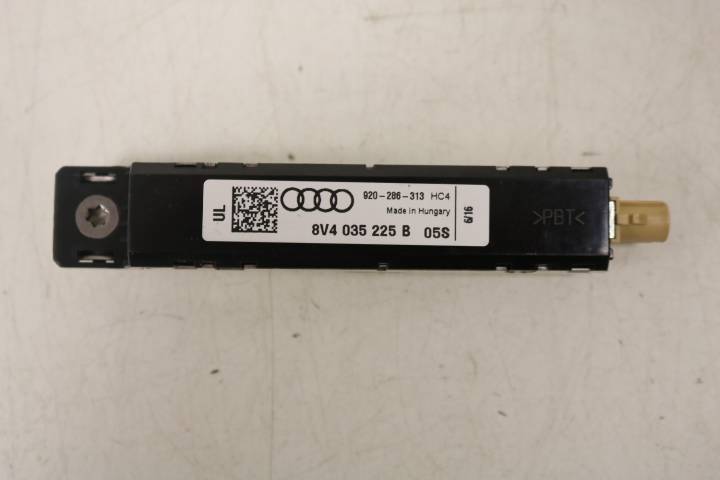 UL
920-286-313 HC4
Made in Hungary
8V4 035 225 B 05S
6/16
>PBT<